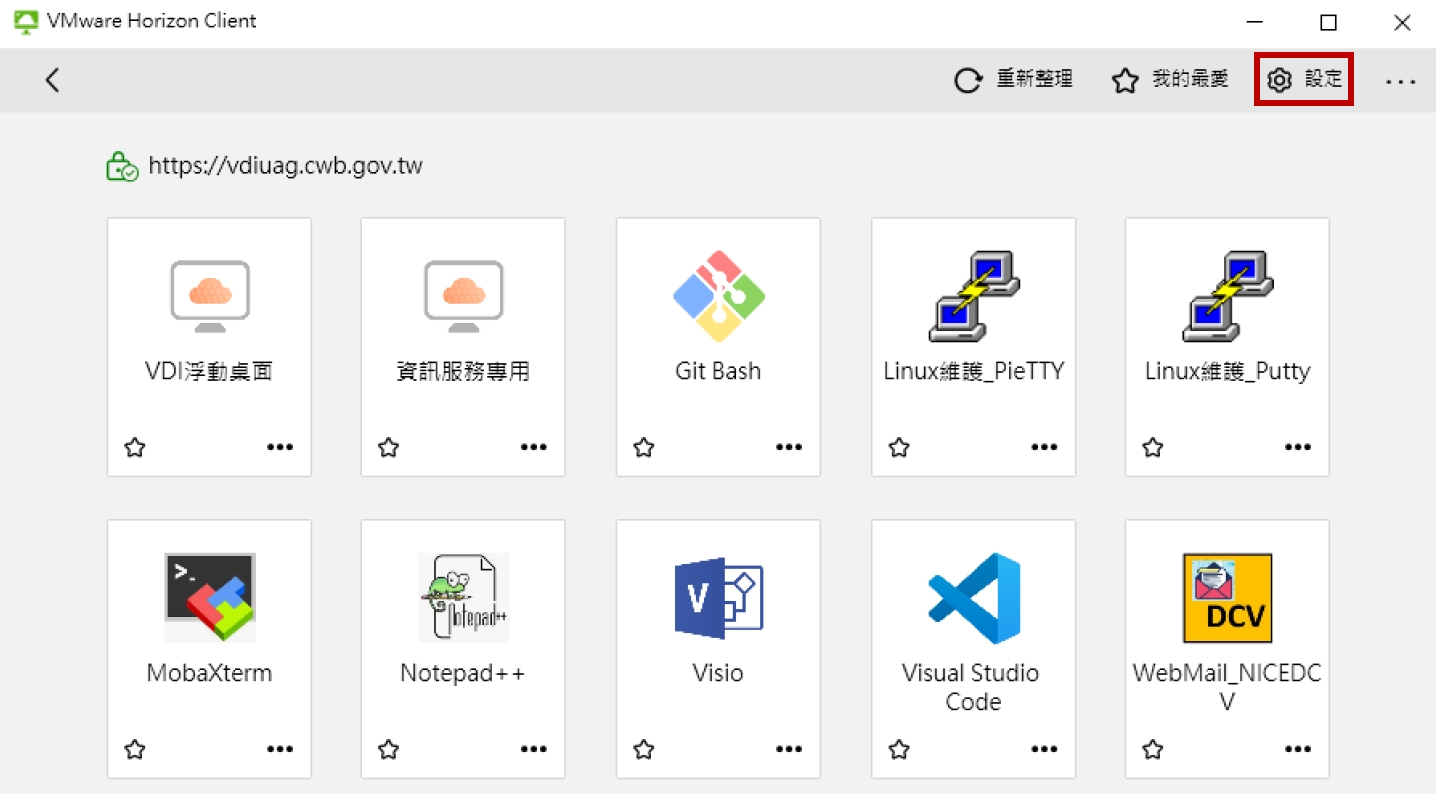 VMware Horizon Client
重新整理
我的最愛
設定
https://vdiuag.cwb.gov.tw
VDI浮動桌面
資訊服務專用
Git Bash
Linux維護_PieTTY
Linux維護_Putty
>_
Notepad++
V
DCV
MobaXterm
Notepad++
Visio
Visual Studio
Code
WebMail_NICEDC
V